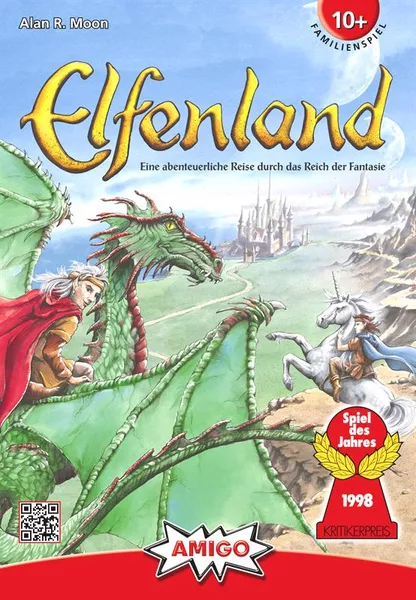 Alan R. Moon
10+
FAMILIENSPIEL
Elfenland
Eine abenteuerliche Reise durch das Reich der Fantasie
Spiel
des
Jahres
1998
KRITIKERPREIS
AMIGO